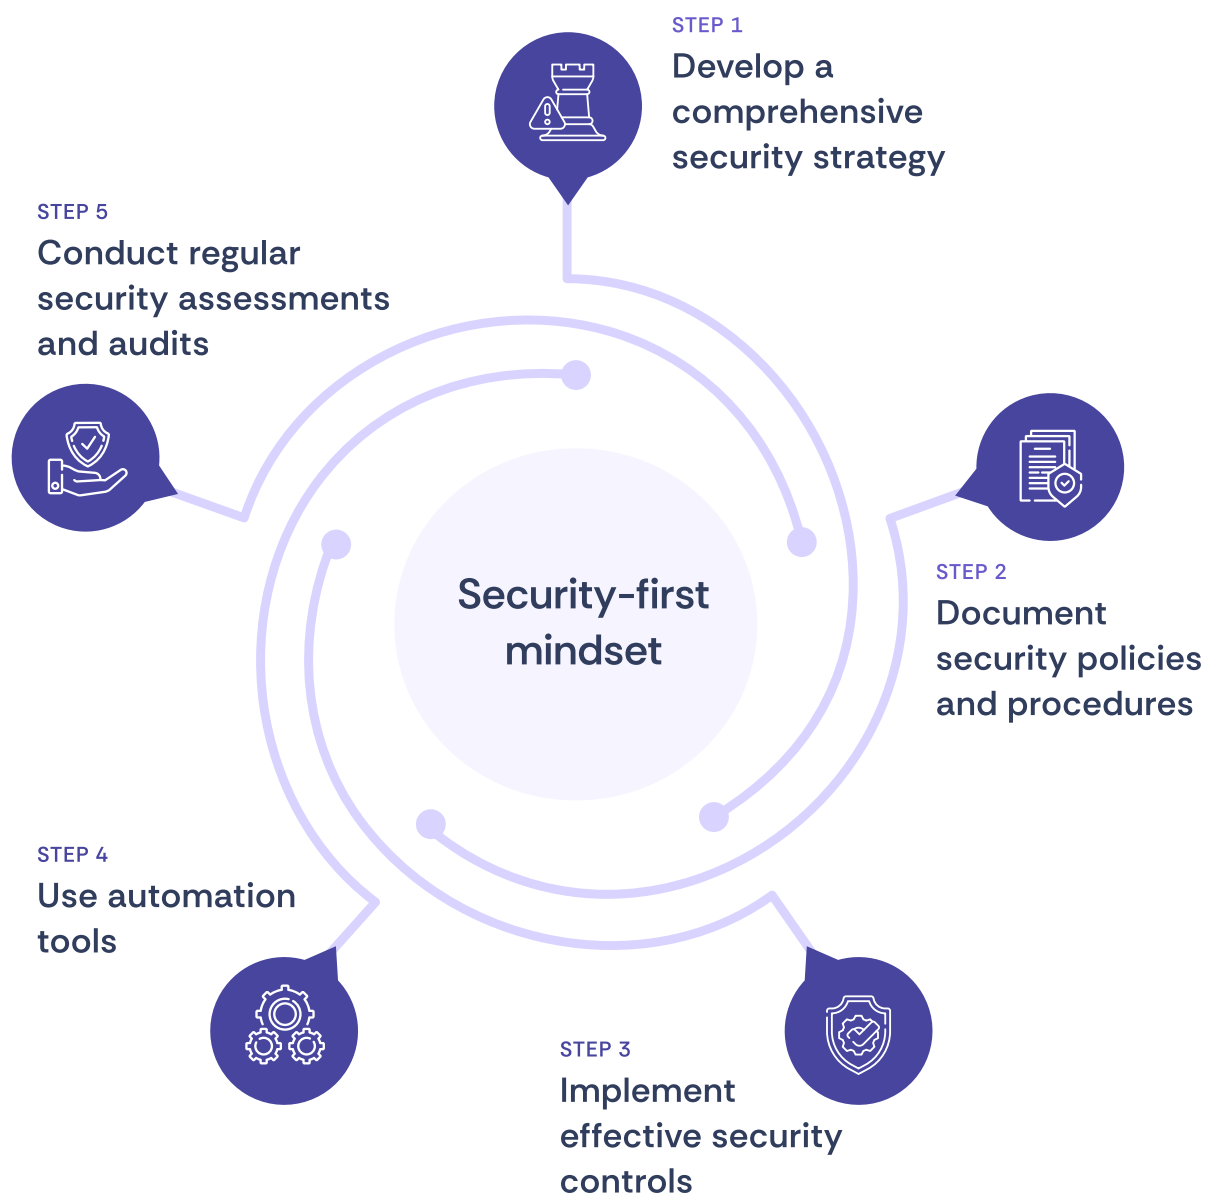 STEP 1
Develop a
comprehensive
security strategy
STEP 5
Conduct regular
security assessments
and audits
Security-first
mindset
STEP 2
Document
security policies
and procedures
STEP 4
Use automation
tools
STEP 3
Implement
effective security
controls